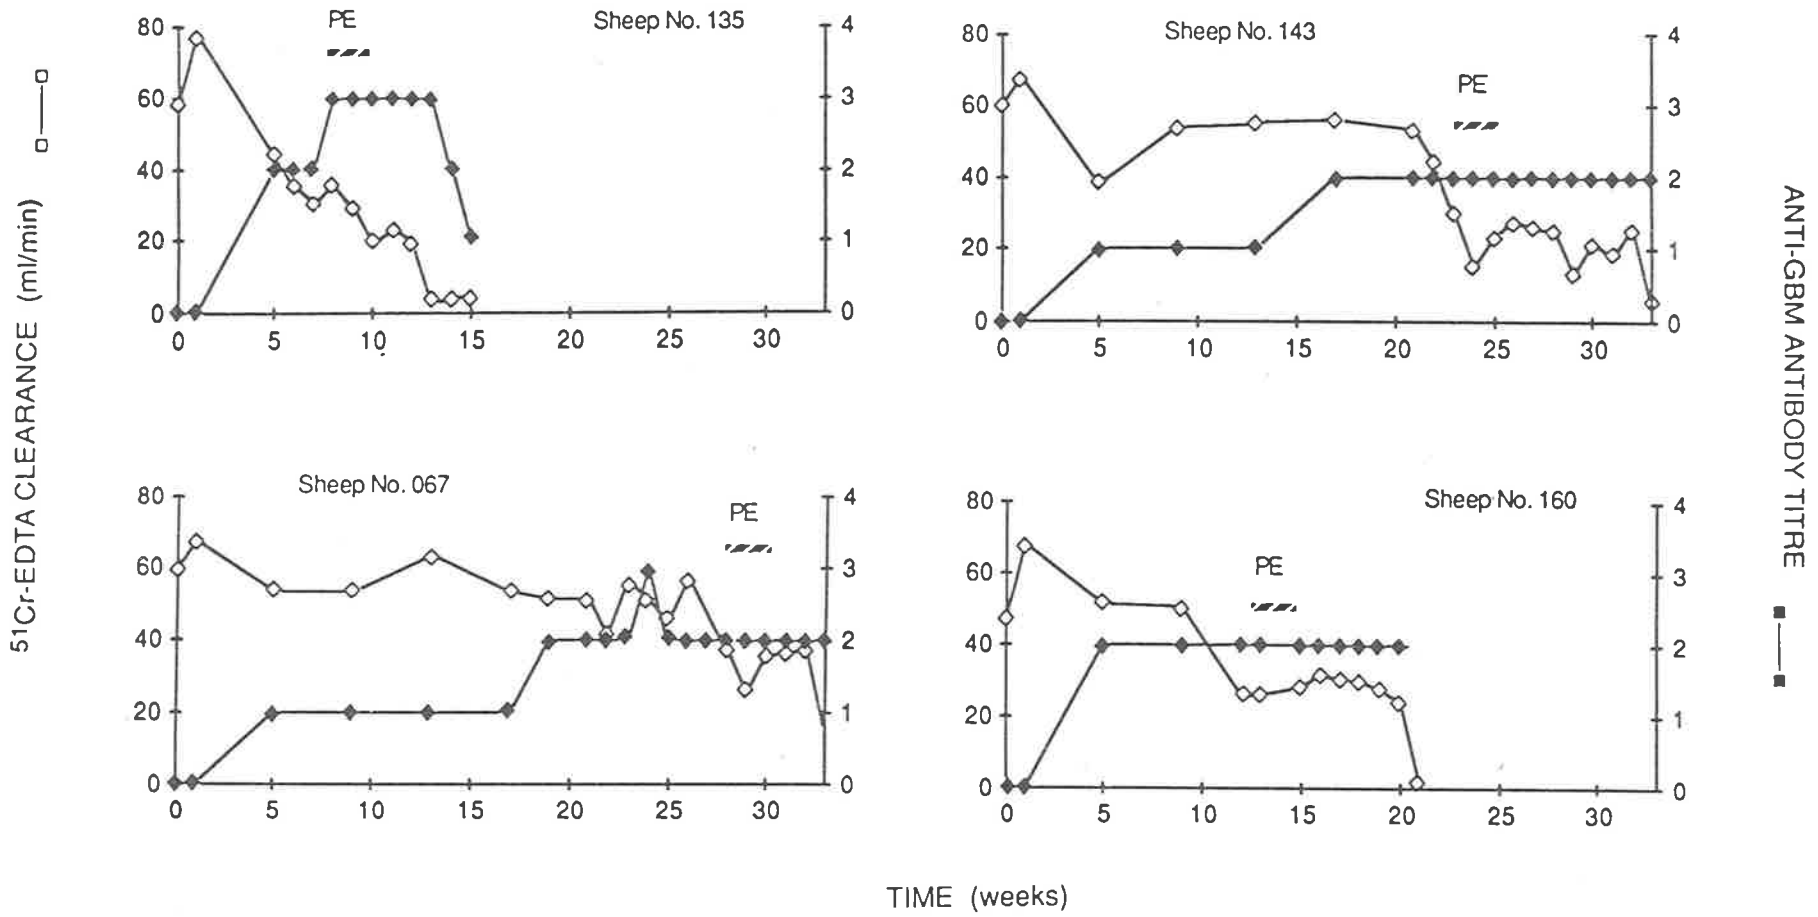 PE
Sheep No. 135
80
60
40
20
0
4
3
2
1
0
0 5 10 15 20 25 30
Sheep No. 143
PE
80
60
40
20
0
4
3
2
1
0
0 5 10 15 20 25 30
Sheep No. 067
PE
80
60
40
20
0
4
3
2
1
0
0 5 10 15 20 25 30
Sheep No. 160
PE
80
60
40
20
0
4
3
2
1
0
0 5 10 15 20 25 30
51Cr-EDTA CLEARANCE (ml/min)
ANTI-GBM ANTIBODY TITRE
TIME (weeks)